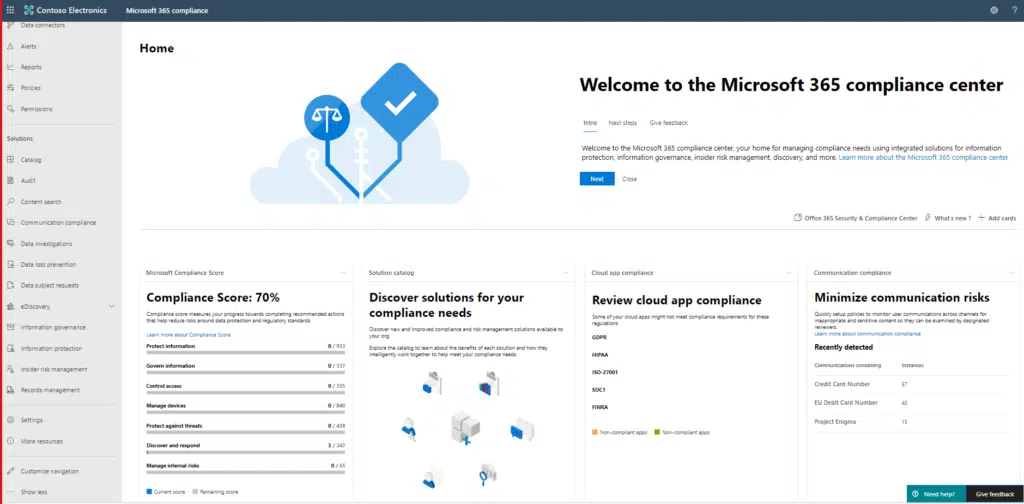 Contoso Electronics
Microsoft 365 compliance
Data connectors
Alerts
Reports
Policies
Permissions
Solutions
Catalog
Audit
Content search
Communication compliance
Data investigations
Data loss prevention
Data subject requests
eDiscovery
Information governance
Information protection
Insider risk management
Records management
Settings
More resources
Customize navigation
Show less
Home
Welcome to the Microsoft 365 compliance center
Intro
Next steps
Give feedback
Welcome to the Microsoft 365 compliance center, your home for managing compliance needs using integrated solutions for information
protection, information governance, insider risk management, discovery, and more. Learn more about the Microsoft 365 compliance center
Next
Close
Office 365 Security & Compliance Center
What's new ?
Add cards
Microsoft Compliance Score
Compliance Score: 70%
Compliance score measures your progress towards completing recommended actions
that help reduce risks around data protection and regulatory standards.
Learn more about Compliance Score
Protect information 0 / 933
Govern information 0 / 337
Control access 0 / 725
Manage devices 0 / 840
Protect against threats 0 / 428
Discover and respond 3 / 347
Manage internal risks 0 / 65
Current score
Remaining score
Solution catalog
Discover solutions for your
compliance needs
Discover new and improved compliance and risk management solutions available to
your org
Explore the catalog to learn about the benefits of each solution and how they
intelligently work together to help meet your compliance needs
Cloud app compliance
Review cloud app compliance
Some of your cloud apps might not meet compliance requirements for these
regulations
GDPR
HIPAA
ISO-27001
SOC1
FINRA
Non-compliant apps
Non-compliant apps
Communication compliance
Minimize communication risks
Quickly setup policies to monitor user communications across channels for
inappropriate and sensitive content so they can be examined by designated
reviewers.
Learn more about communication compliance
Recently detected
Communications containing
Instances
Credit Card Number
EU Debit Card Number
Project Enigma
Need help?
Give feedback